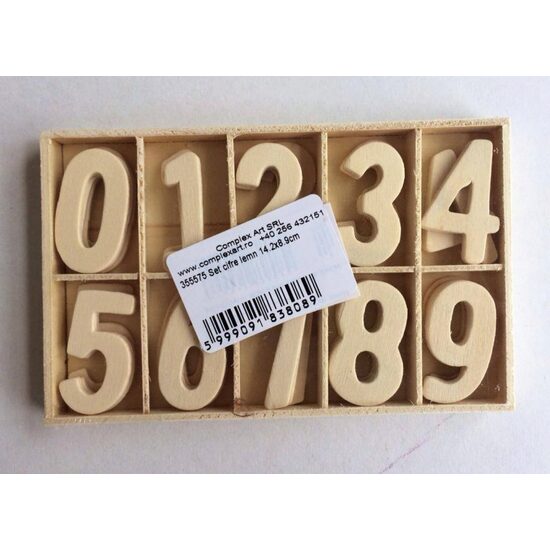 0 1 2 3 4
Complex Art SRL
www.complexart.ro +40 256 432151
355575 Set cifre lemn 14.2x8.9cm
5 999091 838089
5 6 7 8 9